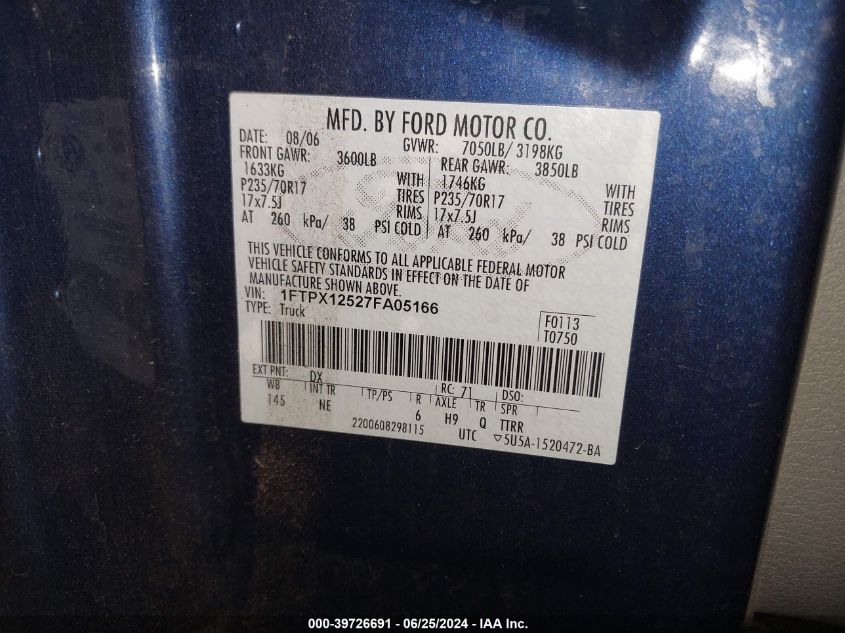 MFD. BY FORD MOTOR CO.
DATE: 08/06 GVWR: 7050LB/ 3198KG
FRONT GAWR: 3600LB REAR GAWR: 3850LB
1633KG WITH 1746KG WITH
P235/70R17 TIRES P235/70R17 TIRES
17x7.5J RIMS 17x7.5J RIMS
AT 260 kPa/ 38 PSI COLD AT 260 kPa/ 38 PSI COLD
THIS VEHICLE CONFORMS TO ALL APPLICABLE FEDERAL MOTOR
VEHICLE SAFETY STANDARDS IN EFFECT ON THE DATE OF
MANUFACTURE SHOWN ABOVE.
VIN: 1FTPX12527FA05166
TYPE: Truck
F0113
T0750
EXT PNT: DX RC: 71 DSO:
WB INT TR TP/PS R AXLE TR SPR
145 NE 6 H9 Q TTRR
2200608298115 UTC ▽5U5A-1520472-BA
000-39726691 - 06/25/2024 - IAA Inc.